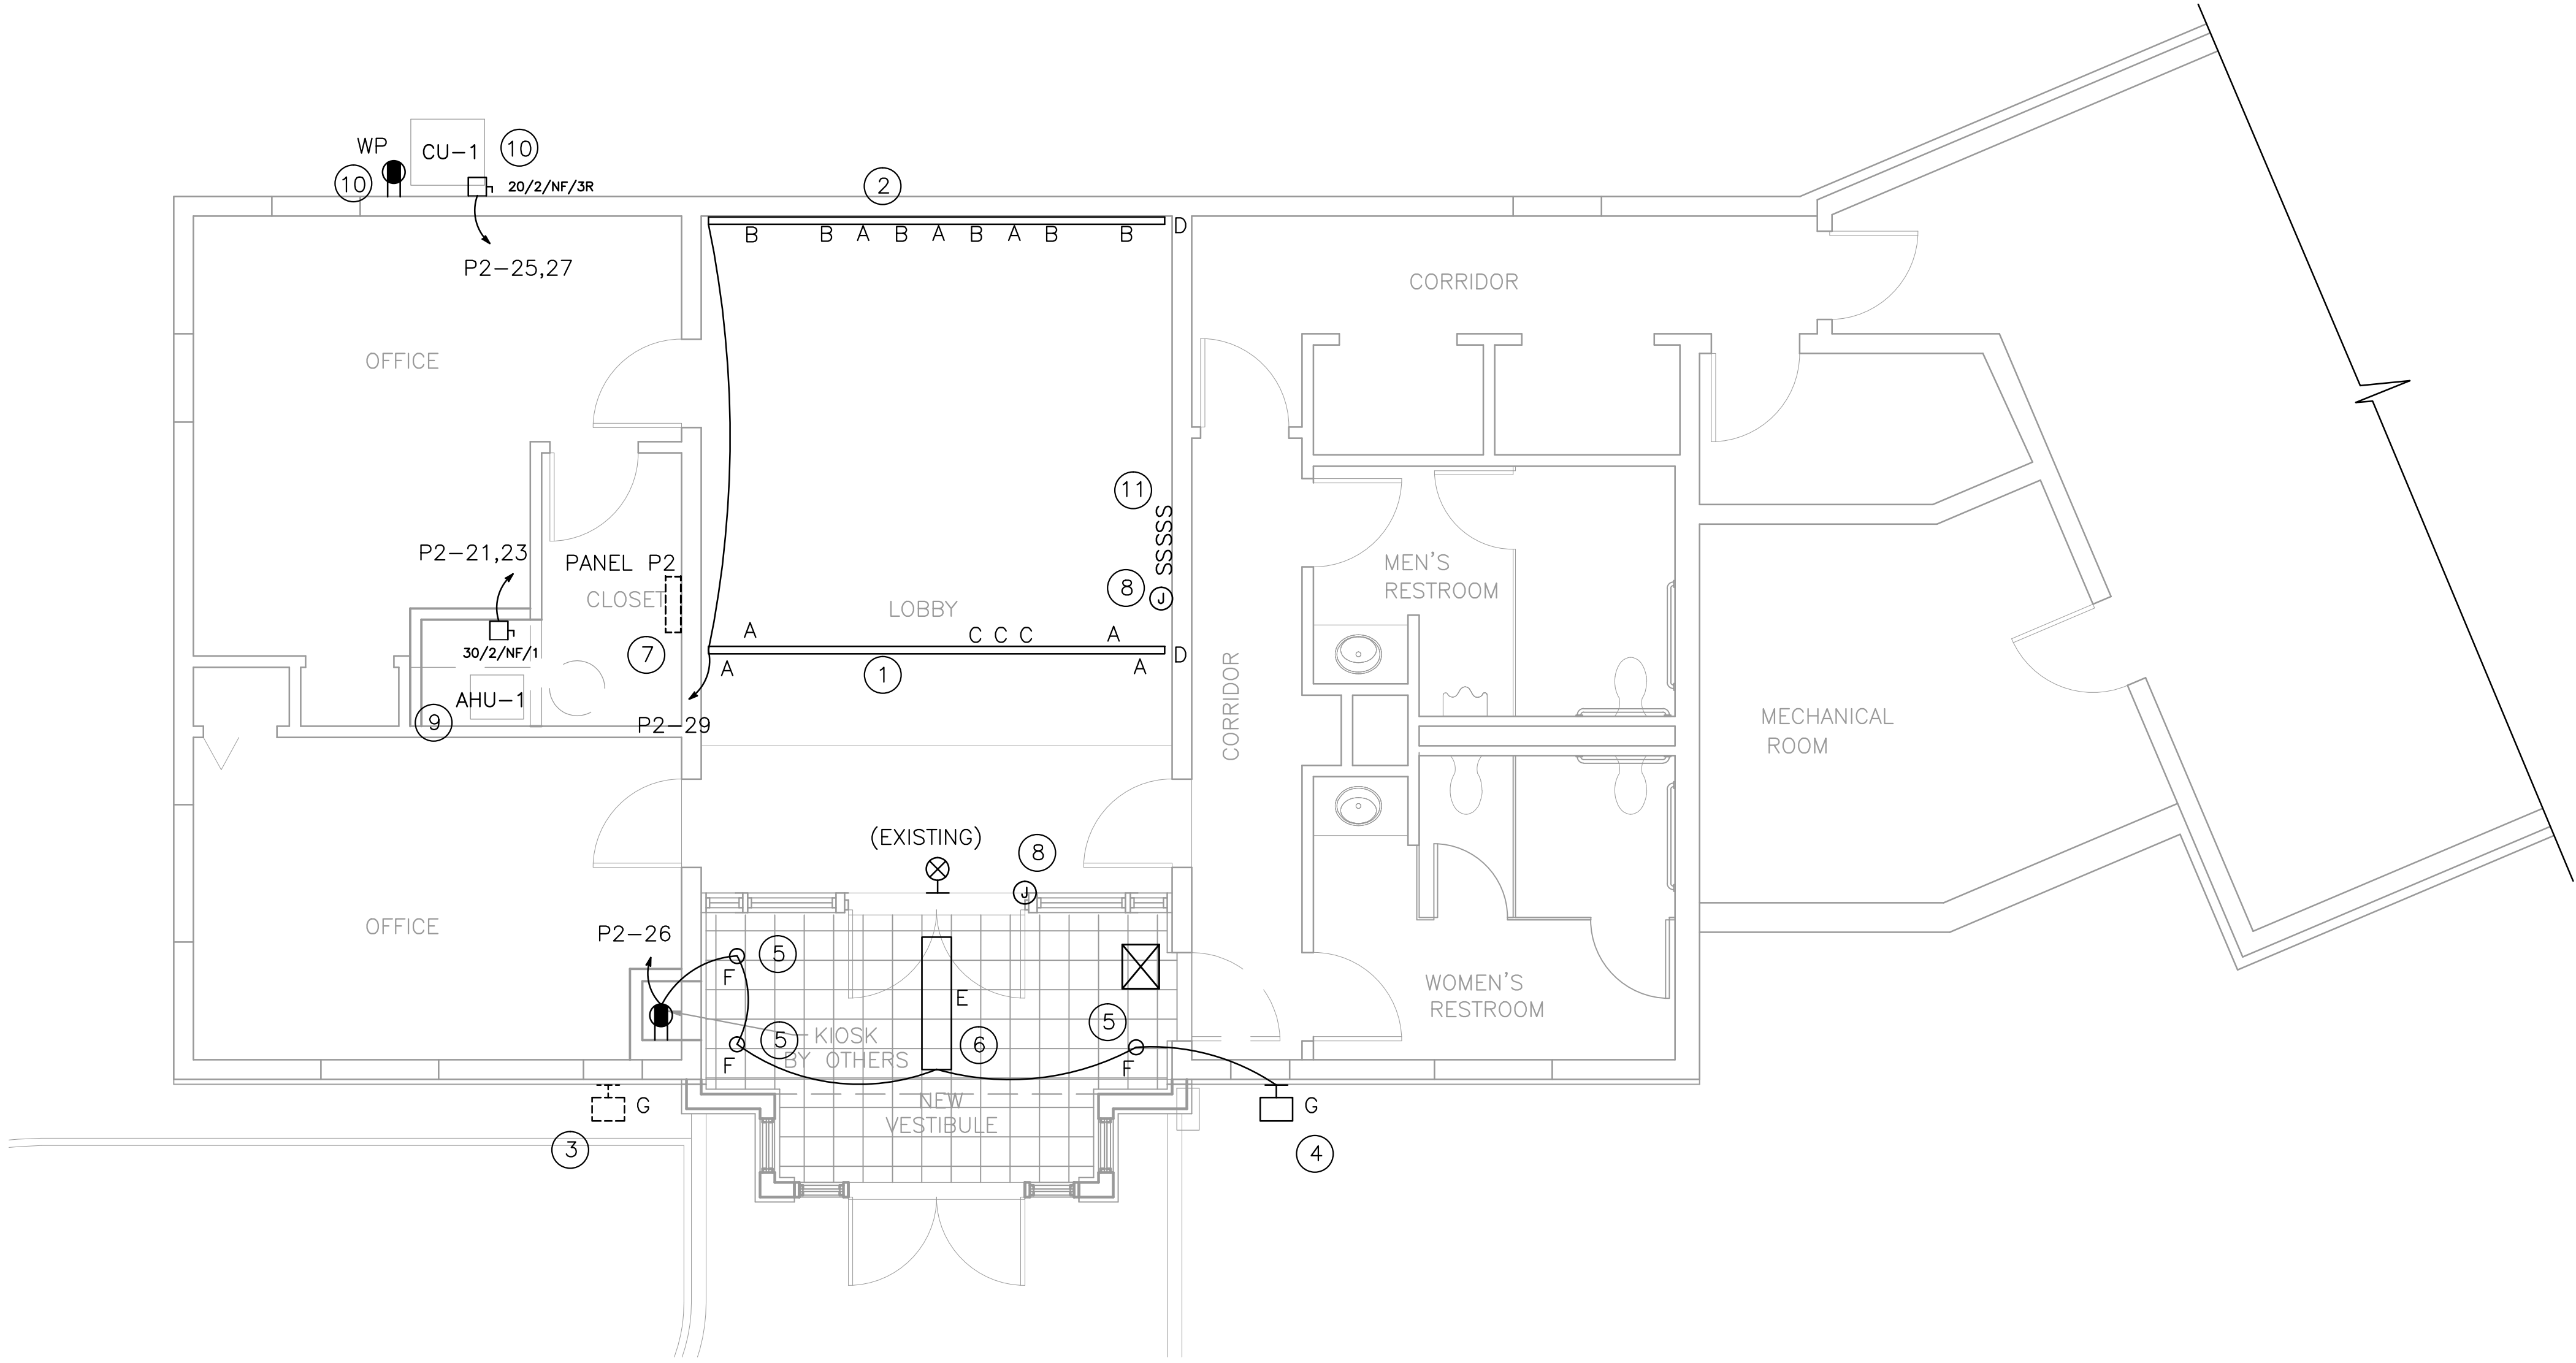 WP
CU-1
10
10
20/2/NF/3R
2
B B A B A B A B B D
P2-25,27
CORRIDOR
OFFICE
11
SSSSS
P2-21,23
PANEL P2
CLOSET
8
J
MEN'S
RESTROOM
LOBBY
A C C C A
30/2/NF/1
7
A 1 A D
AHU-1
9
P2-29
CORRIDOR
MECHANICAL
ROOM
(EXISTING)
8
J
OFFICE
P2-26
5
F
E
WOMEN'S
RESTROOM
5
KIOSK
BY OTHERS
5
F
6
F
G
NEW
VESTIBULE
G
3
4